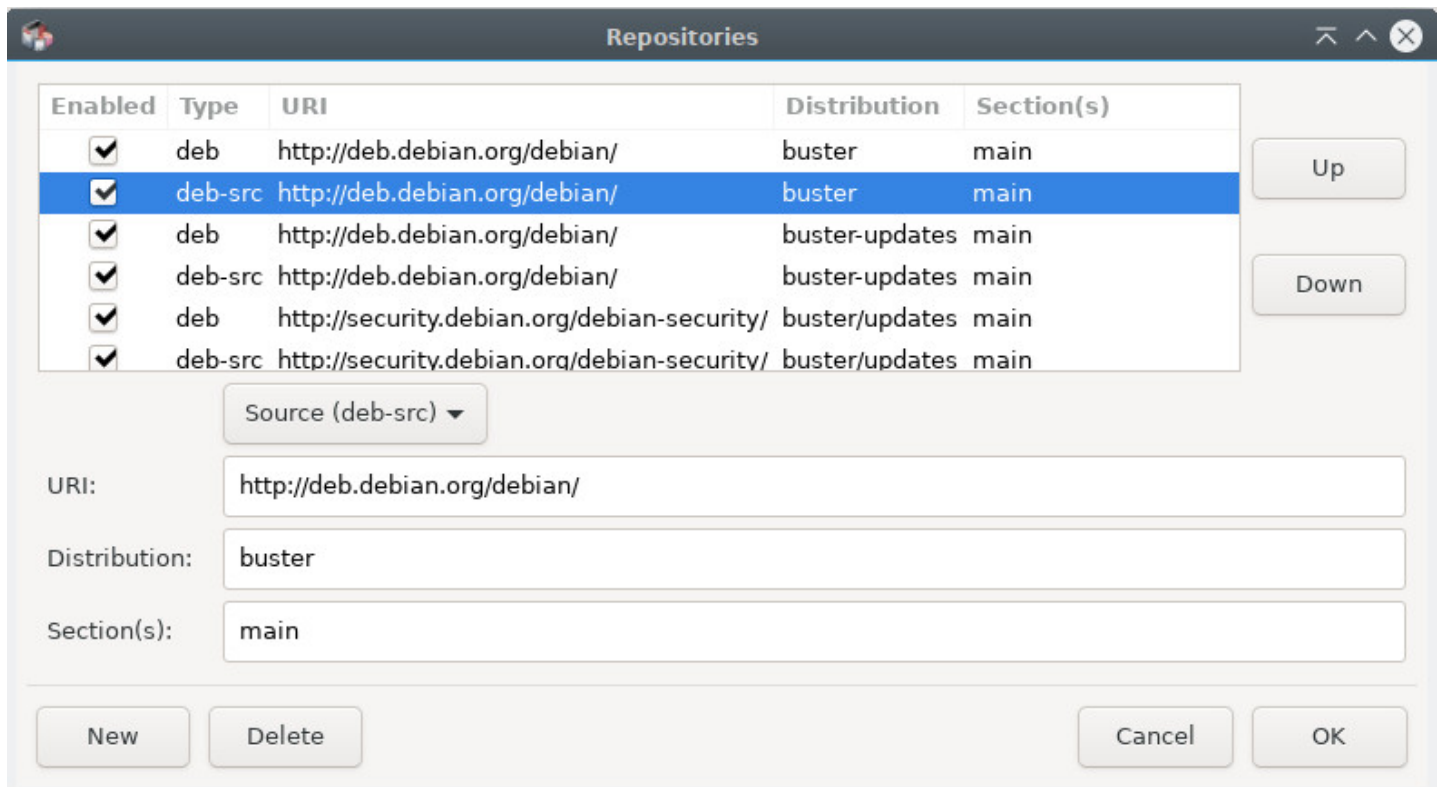 Repositories
Enabled Type URI Distribution Section(s)
deb http://deb.debian.org/debian/ buster main
Up
deb-src http://deb.debian.org/debian/ buster main
deb http://deb.debian.org/debian/ buster-updates main
deb-src http://deb.debian.org/debian/ buster-updates main
Down
deb http://security.debian.org/debian-security/ buster/updates main
deb-src http://security.debian.org/debian-security/ buster/updates main
Source (deb-src)
URI: http://deb.debian.org/debian/
Distribution: buster
Section(s): main
New Delete Cancel OK